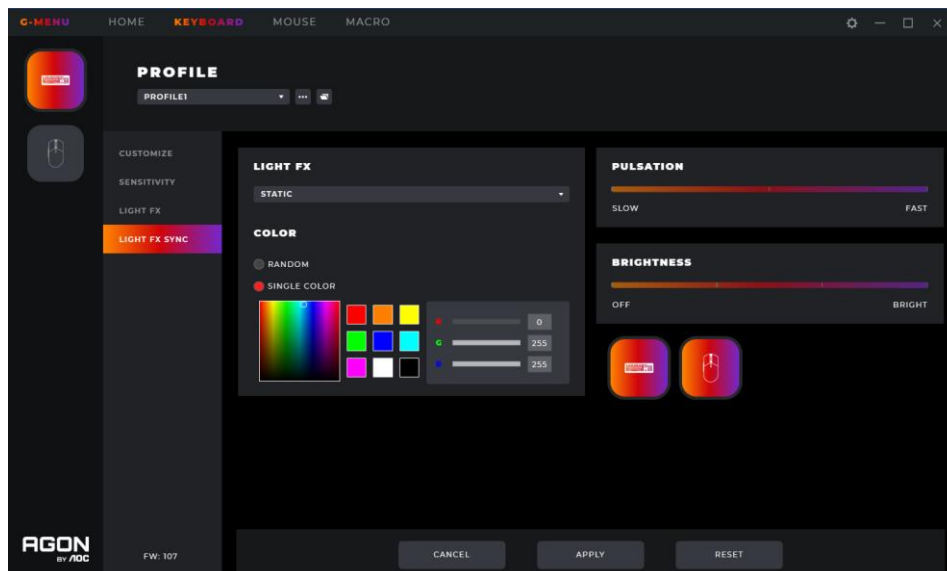 G-MENU HOME KEYBOARD MOUSE MACRO
PROFILE
PROFILE1
CUSTOMIZE
SENSITIVITY
LIGHT FX
LIGHT FX SYNC
LIGHT FX
STATIC
COLOR
RANDOM
SINGLE COLOR
R 0
G 255
B 255
PULSATION
SLOW FAST
BRIGHTNESS
OFF BRIGHT
AGON
BY AOC
FW: 107
CANCEL APPLY RESET